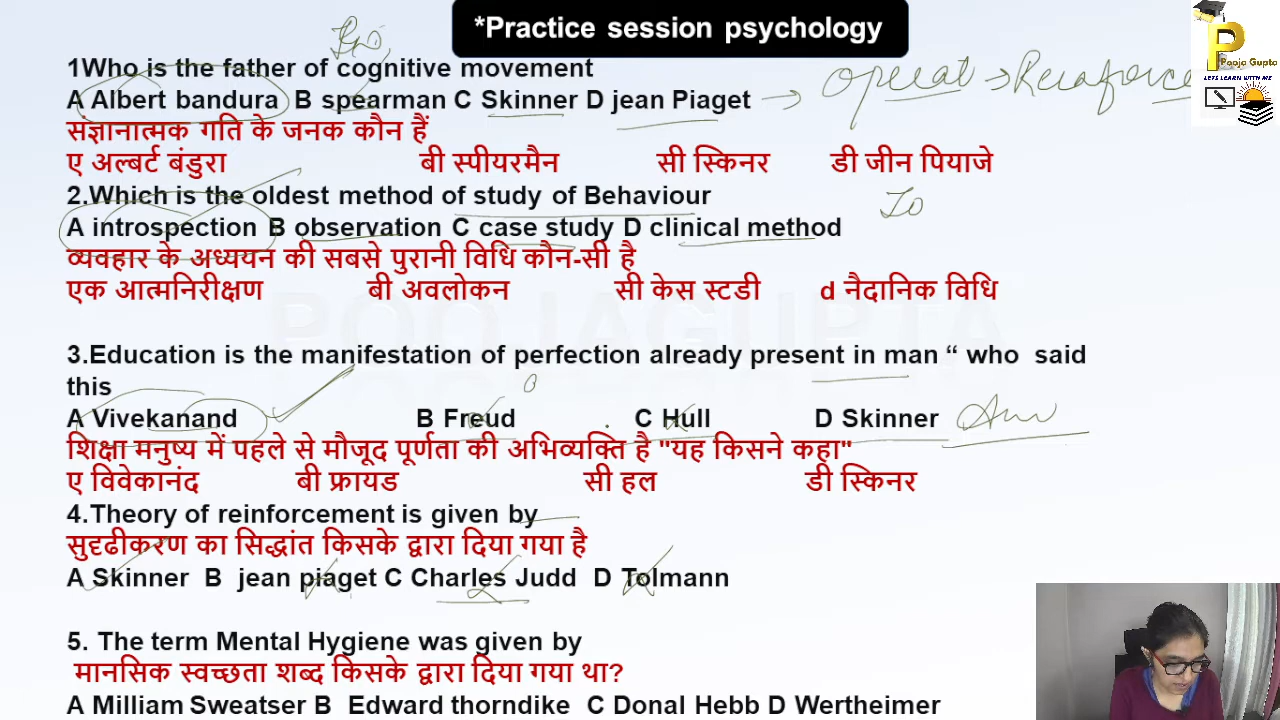 *Practice session psychology
Pooja Gupta
LETS LEARN WITH ME
1Who is the father of cognitive movement
A Albert bandura B spearman C Skinner D jean Piaget
संज्ञानात्मक गति के जनक कौन हैं
ए अल्बर्ट बंडुरा बी स्पीयरमैन सी स्किनर डी जीन पियाजे
2.Which is the oldest method of study of Behaviour
A introspection B observation C case study D clinical method
व्यवहार के अध्ययन की सबसे पुरानी विधि कौन-सी है
एक आत्मनिरीक्षण बी अवलोकन सी केस स्टडी d नैदानिक विधि
POOJAGUPTA
3.Education is the manifestation of perfection already present in man “ who said
this
A Vivekanand B Freud C Hull D Skinner
शिक्षा मनुष्य में पहले से मौजूद पूर्णता की अभिव्यक्ति है "यह किसने कहा"
ए विवेकानंद बी फ्रायड सी हल डी स्किनर
4.Theory of reinforcement is given by
सुदृढीकरण का सिद्धांत किसके द्वारा दिया गया है
A Skinner B jean piaget C Charles Judd D Tolmann
5. The term Mental Hygiene was given by
मानसिक स्वच्छता शब्द किसके द्वारा दिया गया था?
A Milliam Sweatser B Edward thorndike C Donal Hebb D Wertheimer